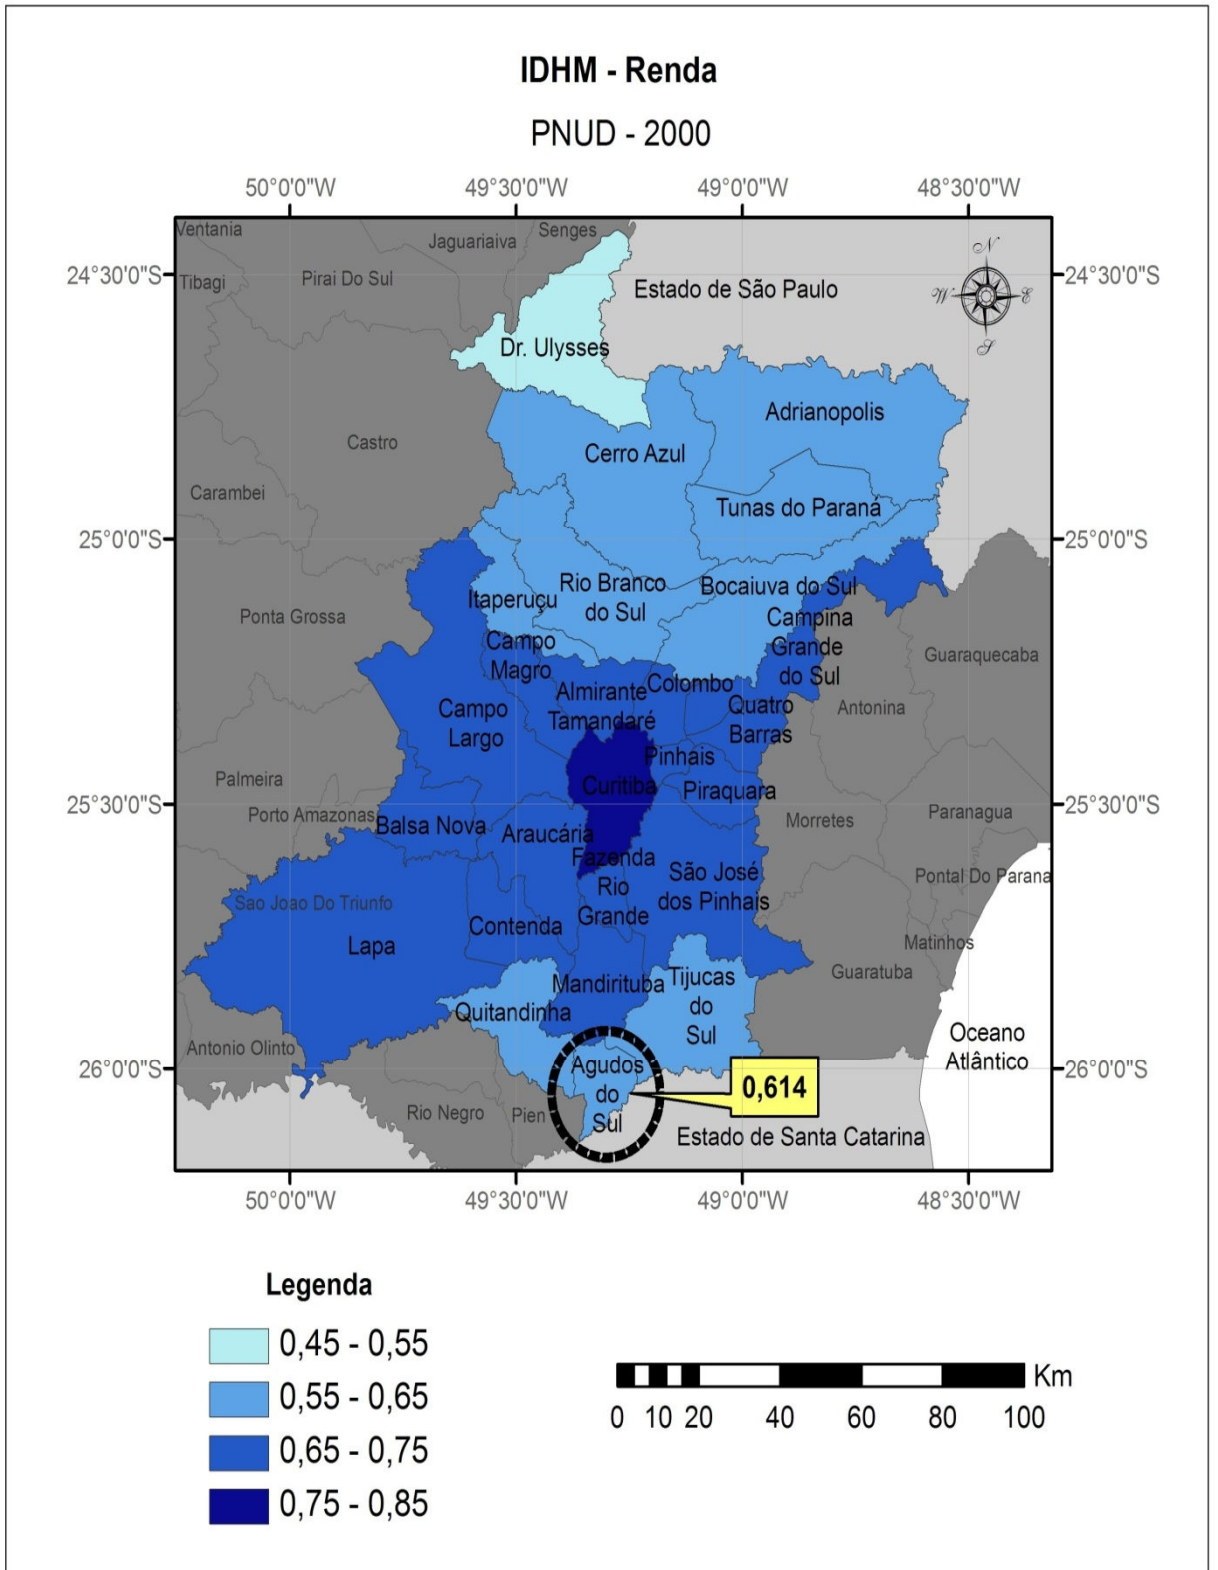 IDHM - Renda
PNUD - 2000
50°0'0"W
49°30'0"W
49°0'0"W
48°30'0"W
24°30'0"S
24°30'0"S
25°0'0"S
25°0'0"S
25°30'0"S
25°30'0"S
26°0'0"S
26°0'0"S
Ventania
Senges
Jaguariaiva
Tibagi
Pirai Do Sul
Estado de São Paulo
N
W
E
S
Dr. Ulysses
Adrianopolis
Castro
Cerro Azul
Carambei
Tunas do Paraná
Rio Branco
do Sul
Bocaiuva do Sul
Itaperuçu
Ponta Grossa
Campina
Grande
do Sul
Campo
Magro
Guaraquecaba
Almirante
Tamandaré
Colombo
Quatro
Barras
Antonina
Campo
Largo
Pinhais
Palmeira
Curitiba
Piraquara
Porto Amazonas
Morretes
Paranagua
Balsa Nova
Araucária
Fazenda
Rio
Grande
São José
dos Pinhais
Pontal Do Parana
Sao Joao Do Triunfo
Contenda
Lapa
Matinhos
Guaratuba
Mandirituba
Tijucas
do
Sul
Quitandinha
Oceano
Atlântico
Antonio Olinto
Agudos
do
Sul
0,614
Rio Negro
Pien
Estado de Santa Catarina
50°0'0"W
49°30'0"W
49°0'0"W
48°30'0"W
Legenda
0,45 - 0,55
0,55 - 0,65
0,65 - 0,75
0,75 - 0,85
Km
0 10 20 40 60 80 100